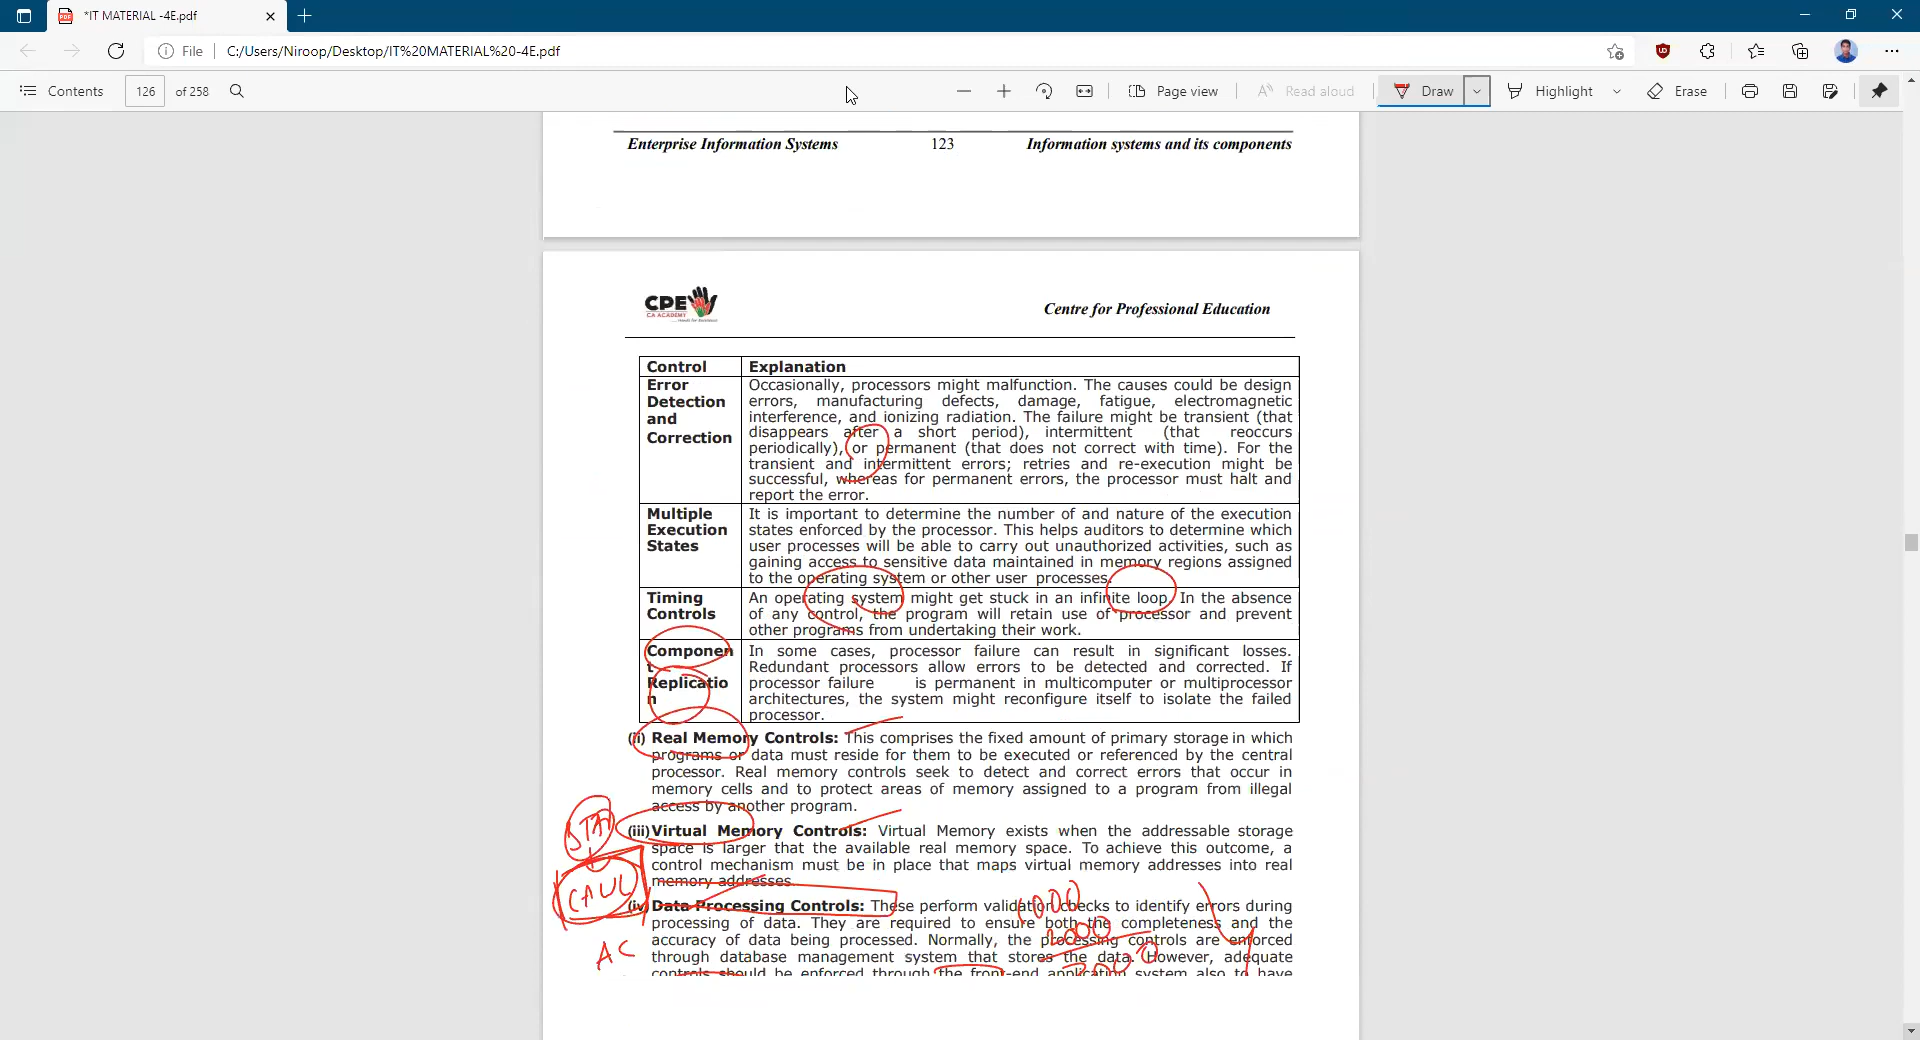 *IT MATERIAL -4E.pdf
File
C:/Users/Niroop/Desktop/IT%20MATERIAL%20-4E.pdf
Contents 126 of 258 Page view Read aloud Draw Highlight Erase
Enterprise Information Systems 123 Information systems and its components
CPE
CA ACADEMY
Centre for Professional Education
Control Explanation
Error Detection and Correction
Occasionally, processors might malfunction. The causes could be design
errors, manufacturing defects, damage, fatigue, electromagnetic
interference, and ionizing radiation. The failure might be transient (that
disappears after a short period), intermittent (that reoccurs
periodically), or permanent (that does not correct with time). For the
transient and intermittent errors; retries and re-execution might be
successful, whereas for permanent errors, the processor must halt and
report the error.
Multiple Execution States
It is important to determine the number of and nature of the execution
states enforced by the processor. This helps auditors to determine which
user processes will be able to carry out unauthorized activities, such as
gaining access to sensitive data maintained in memory regions assigned
to the operating system or other user processes.
Timing Controls
An operating system might get stuck in an infinite loop. In the absence
of any control, the program will retain use of processor and prevent
other programs from undertaking their work.
Componen
t
Replicatio
n
In some cases, processor failure can result in significant losses.
Redundant processors allow errors to be detected and corrected. If
processor failure is permanent in multicomputer or multiprocessor
architectures, the system might reconfigure itself to isolate the failed
processor.
(ii) Real Memory Controls: This comprises the fixed amount of primary storage in which
programs or data must reside for them to be executed or referenced by the central
processor. Real memory controls seek to detect and correct errors that occur in
memory cells and to protect areas of memory assigned to a program from illegal
access by another program.
(iii) Virtual Memory Controls: Virtual Memory exists when the addressable storage
space is larger that the available real memory space. To achieve this outcome, a
control mechanism must be in place that maps virtual memory addresses into real
memory addresses.
(iv) Data Processing Controls: These perform validation checks to identify errors during
processing of data. They are required to ensure both the completeness and the
accuracy of data being processed. Normally, the processing controls are enforced
through database management system that stores the data. However, adequate
controls should be enforced through the front-end application system also to have
1000
2000
AC